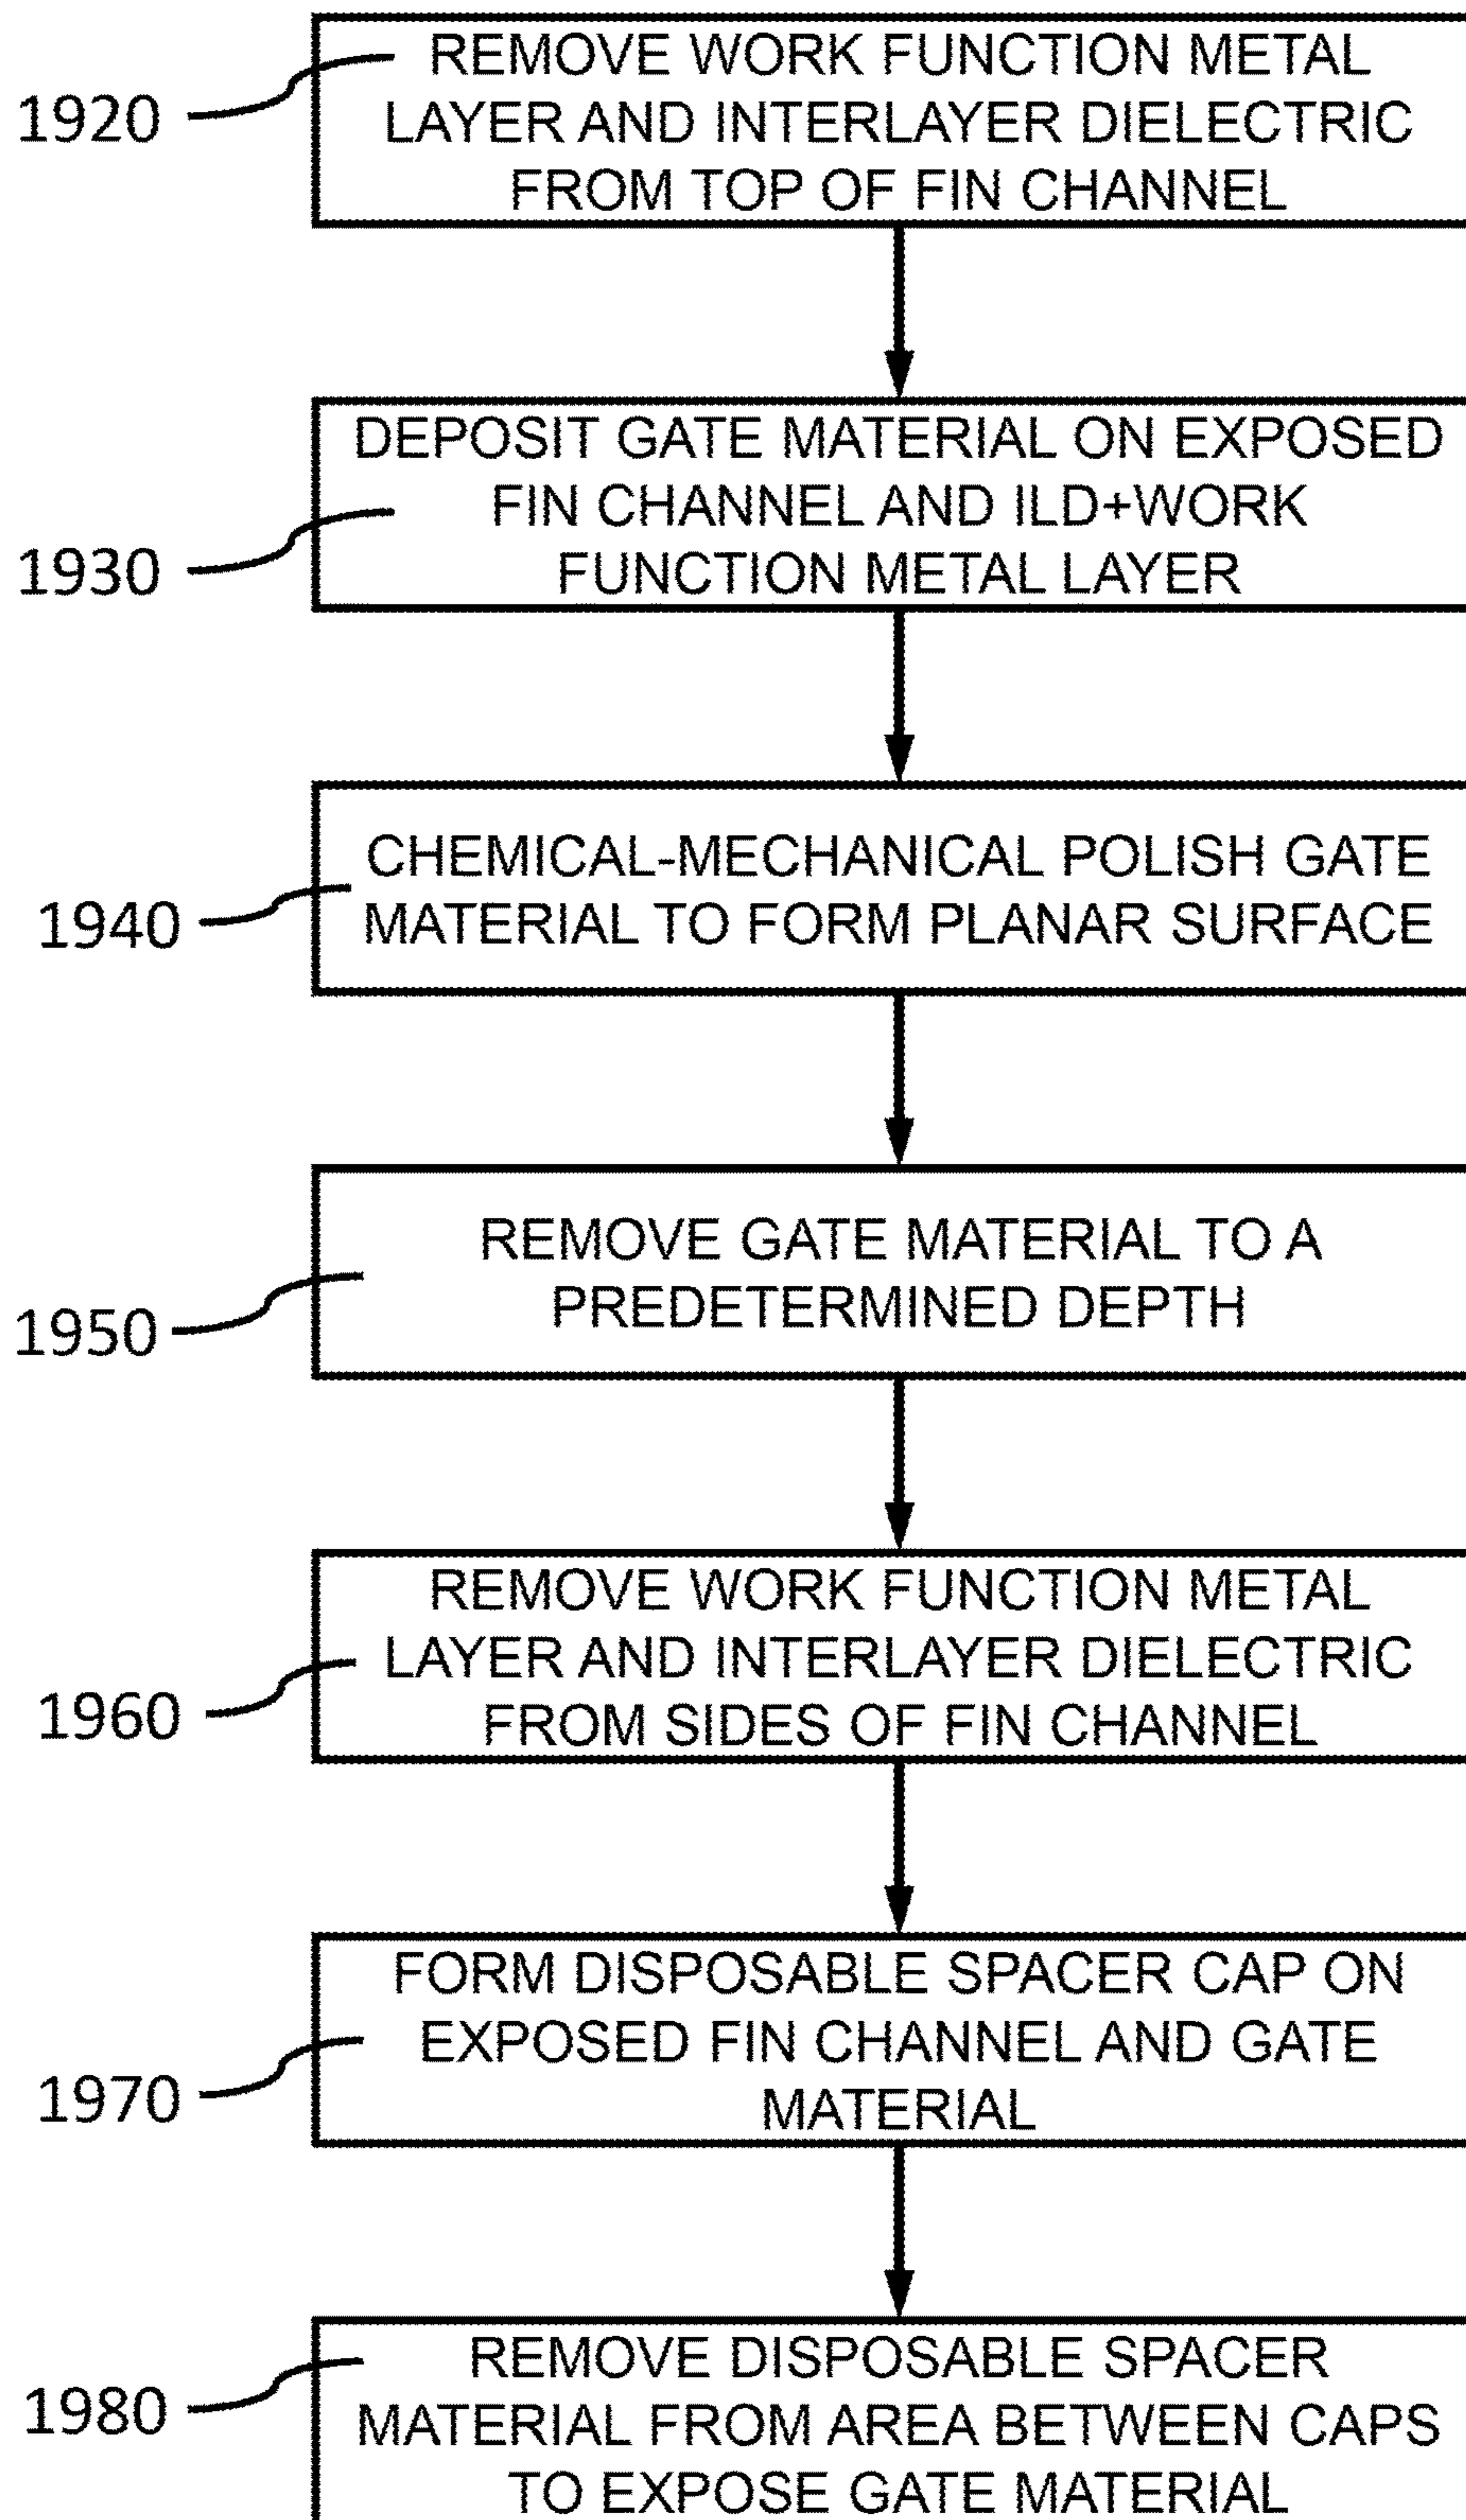 REMOVE WORK FUNCTION METAL
LAYER AND INTERLAYER DIELECTRIC
FROM TOP OF FIN CHANNEL
1920
DEPOSIT GATE MATERIAL ON EXPOSED
FIN CHANNEL AND ILD+WORK
FUNCTION METAL LAYER
1930
CHEMICAL-MECHANICAL POLISH GATE
MATERIAL TO FORM PLANAR SURFACE
1940
REMOVE GATE MATERIAL TO A
PREDETERMINED DEPTH
1950
REMOVE WORK FUNCTION METAL
LAYER AND INTERLAYER DIELECTRIC
FROM SIDES OF FIN CHANNEL
1960
FORM DISPOSABLE SPACER CAP ON
EXPOSED FIN CHANNEL AND GATE
MATERIAL
1970
REMOVE DISPOSABLE SPACER
MATERIAL FROM AREA BETWEEN CAPS
TO EXPOSE GATE MATERIAL
1980